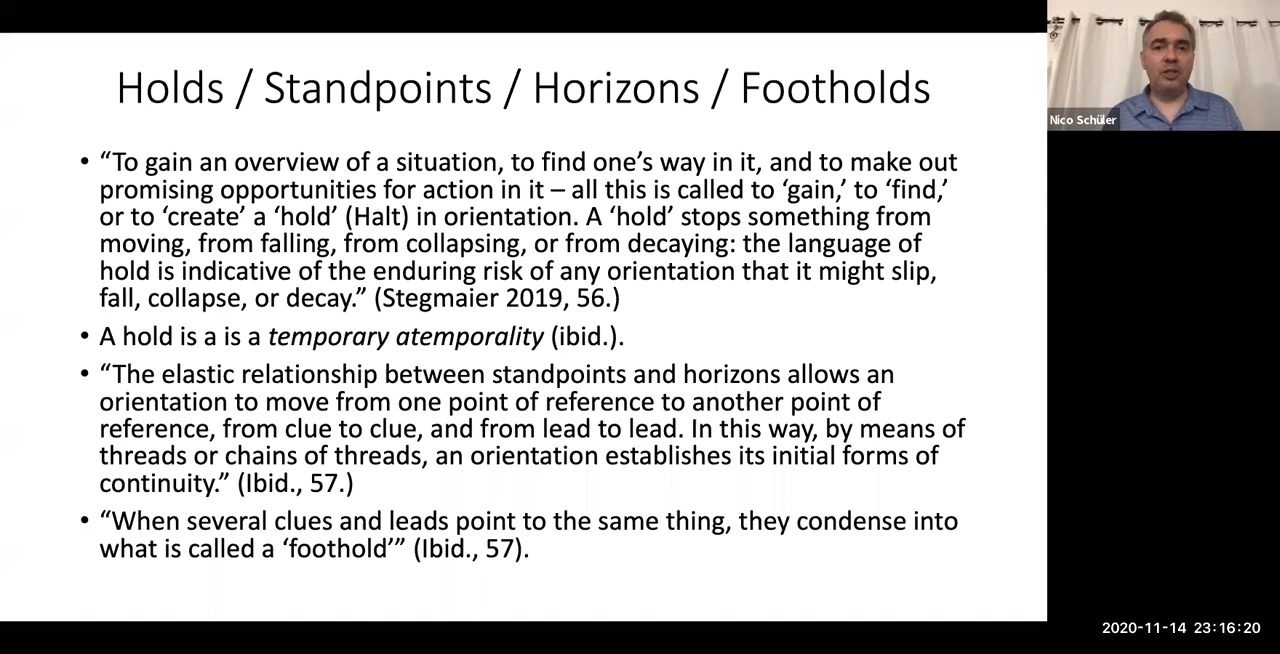 Holds / Standpoints / Horizons / Footholds
• “To gain an overview of a situation, to find one’s way in it, and to make out
promising opportunities for action in it – all this is called to ‘gain,’ to ‘find,’
or to ‘create’ a ‘hold’ (Halt) in orientation. A ‘hold’ stops something from
moving, from falling, from collapsing, or from decaying: the language of
hold is indicative of the enduring risk of any orientation that it might slip,
fall, collapse, or decay.” (Stegmaier 2019, 56.)
• A hold is a is a temporary atemporality (ibid.).
• “The elastic relationship between standpoints and horizons allows an
orientation to move from one point of reference to another point of
reference, from clue to clue, and from lead to lead. In this way, by means of
threads or chains of threads, an orientation establishes its initial forms of
continuity.” (Ibid., 57.)
• “When several clues and leads point to the same thing, they condense into
what is called a ‘foothold’” (Ibid., 57).
Nico Schüler
2020-11-14 23:16:20